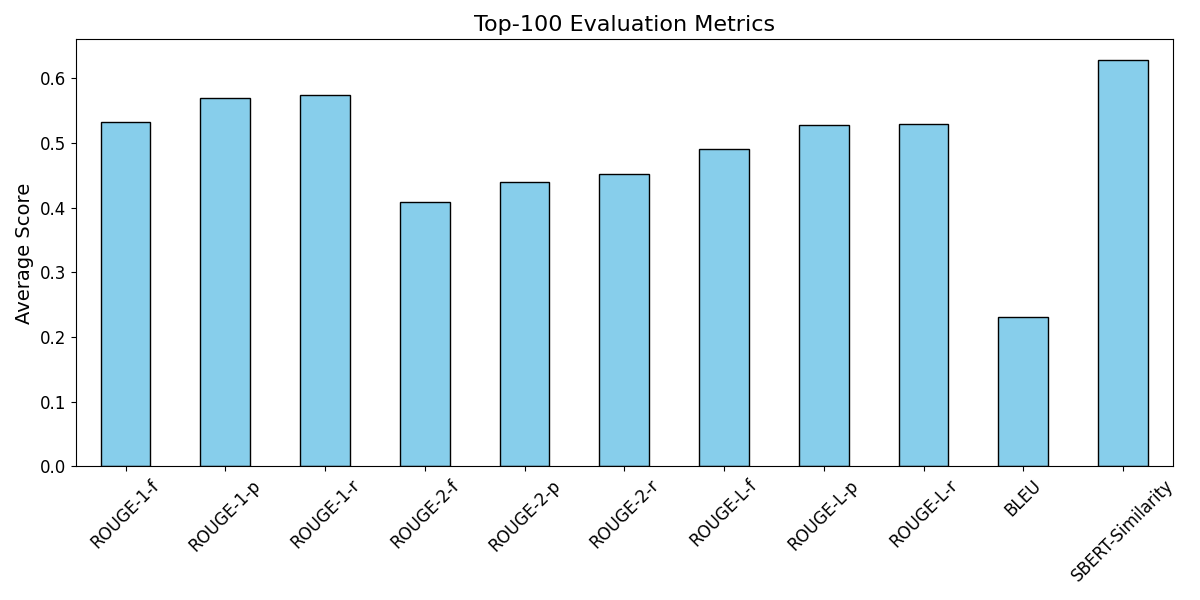 Top-100 Evaluation Metrics
Average Score
0.6
0.5
0.4
0.3
0.2
0.1
0.0
ROUGE-1-f
ROUGE-1-p
ROUGE-1-r
ROUGE-2-f
ROUGE-2-p
ROUGE-2-r
ROUGE-L-f
ROUGE-L-p
ROUGE-L-r
BLEU
SBERT-Similarity